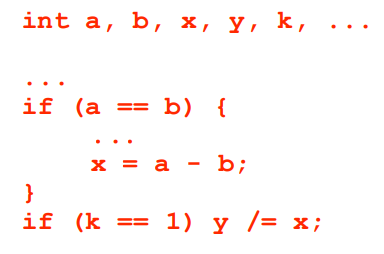 int a, b, x, y, k, ...
...
if (a == b) {
...
x = a - b;
}
if (k == 1) y /= x;